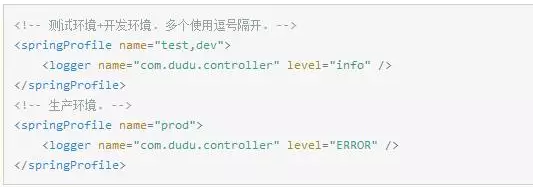 <!-- 测试环境+开发环境. 多个使用逗号隔开. -->
<springProfile name="test,dev">
    <logger name="com.dudu.controller" level="info" />
</springProfile>
<!-- 生产环境. -->
<springProfile name="prod">
    <logger name="com.dudu.controller" level="ERROR" />
</springProfile>